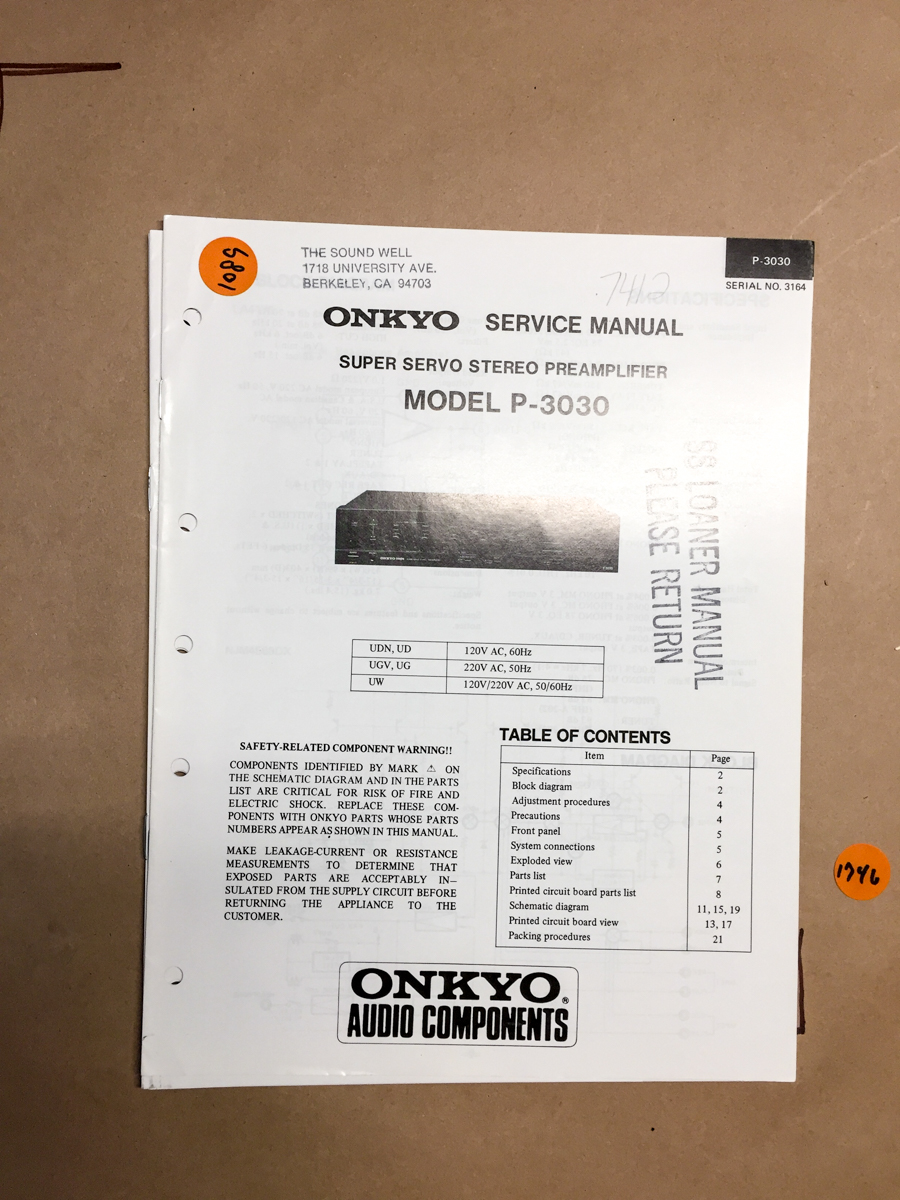 6801
THE SOUND WELL
1718 UNIVERSITY AVE.
BERKELEY, CA 94703
7412
P-3030
SERIAL NO. 3164
ONKYO SERVICE MANUAL
SUPER SERVO STEREO PREAMPLIFIER
MODEL P-3030
SS LOANER MANUAL
PLEASE RETURN
UDN, UD 120V AC, 60Hz
UGV, UG 220V AC, 50Hz
UW 120V/220V AC, 50/60Hz
SAFETY-RELATED COMPONENT WARNING!!
COMPONENTS IDENTIFIED BY MARK ⚠ ON
THE SCHEMATIC DIAGRAM AND IN THE PARTS
LIST ARE CRITICAL FOR RISK OF FIRE AND
ELECTRIC SHOCK. REPLACE THESE COM-
PONENTS WITH ONKYO PARTS WHOSE PARTS
NUMBERS APPEAR AS SHOWN IN THIS MANUAL.
MAKE LEAKAGE-CURRENT OR RESISTANCE
MEASUREMENTS TO DETERMINE THAT
EXPOSED PARTS ARE ACCEPTABLY IN-
SULATED FROM THE SUPPLY CIRCUIT BEFORE
RETURNING THE APPLIANCE TO THE
CUSTOMER.
TABLE OF CONTENTS
Item Page
Specifications 2
Block diagram 2
Adjustment procedures 4
Precautions 4
Front panel 5
System connections 5
Exploded view 6
Parts list 7
Printed circuit board parts list 8
Schematic diagram 11, 15, 19
Printed circuit board view 13, 17
Packing procedures 21
ONKYO®
AUDIO COMPONENTS
1746